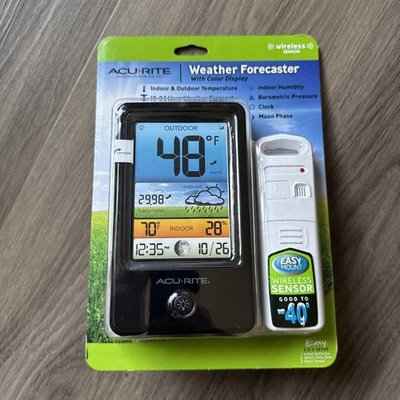 wireless
SENSOR
ACU·RITE
Weather Forecaster
With Color Display
Indoor & Outdoor Temperature
Indoor Humidity
Barometric Pressure
Clock
Moon Phase
OUTDOOR
48°F
LEARNING
29.98
barometer
70°F INDOOR 28%
12:35 10/26
ACU·RITE
EASY
MOUNT
WIRELESS
SENSOR
GOOD TO
40°
Easy